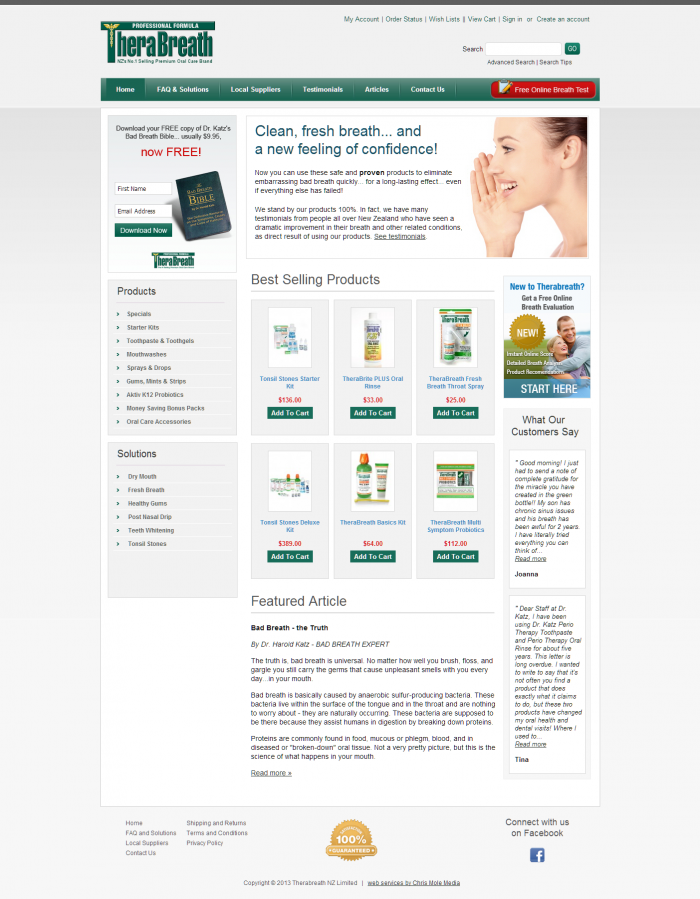 My Account | Order Status | Wish Lists | View Cart | Sign in or Create an account
PROFESSIONAL FORMULA
TheraBreath
NZ's No.1 Selling Premium Oral Care Brand
Search
GO
Advanced Search | Search Tips
Home
FAQ & Solutions
Local Suppliers
Testimonials
Articles
Contact Us
Free Online Breath Test
Download your FREE copy of Dr. Katz's
Bad Breath Bible... usually $9.95,
now FREE!
First Name
Email Address
Download Now
BAD BREATH
BIBLE
TheraBreath
Clean, fresh breath... and
a new feeling of confidence!
Now you can use these safe and proven products to eliminate
embarrassing bad breath quickly... for a long-lasting effect... even
if everything else has failed!
We stand by our products 100%. In fact, we have many
testimonials from people all over New Zealand who have seen a
dramatic improvement in their breath and other related conditions,
as direct result of using our products. See testimonials.
Products
Specials
Starter Kits
Toothpaste & Toothgels
Mouthwashes
Sprays & Drops
Gums, Mints & Strips
Aktiv K12 Probiotics
Money Saving Bonus Packs
Oral Care Accessories
Solutions
Dry Mouth
Fresh Breath
Healthy Gums
Post Nasal Drip
Teeth Whitening
Tonsil Stones
Best Selling Products
Tonsil Stones Starter
Kit
$136.00
Add To Cart
TheraBrite PLUS Oral
Rinse
$33.00
Add To Cart
TheraBreath Fresh
Breath Throat Spray
$25.00
Add To Cart
Tonsil Stones Deluxe
Kit
$389.00
Add To Cart
TheraBreath Basics Kit
$64.00
Add To Cart
TheraBreath Multi
Symptom Probiotics
$112.00
Add To Cart
Featured Article
Bad Breath - the Truth
By Dr. Harold Katz - BAD BREATH EXPERT
The truth is, bad breath is universal. No matter how well you brush, floss, and
gargle you still carry the germs that cause unpleasant smells with you every
day...in your mouth.
Bad breath is basically caused by anaerobic sulfur-producing bacteria. These
bacteria live within the surface of the tongue and in the throat and are nothing
to worry about - they are naturally occurring. These bacteria are supposed to
be there because they assist humans in digestion by breaking down proteins.
Proteins are commonly found in food, mucous or phlegm, blood, and in
diseased or "broken-down" oral tissue. Not a very pretty picture, but this is the
science of what happens in your mouth.
Read more »
New to Therabreath?
Get a Free Online
Breath Evaluation
NEW!
Instant Online Score
Detailed Breath Analysis
Product Recomendations
START HERE
What Our
Customers Say
" Good morning! I just
had to send a note of
complete gratitude for
the miracle you have
created in the green
bottle!! My son has
chronic sinus issues
and his breath has
been awful for 2 years.
I have literally tried
everything you can
think of...
Read more
Joanna
" Dear Staff at Dr.
Katz, I have been
using Dr. Katz Perio
Therapy Toothpaste
and Perio Therapy Oral
Rinse for about five
years. This letter is
long overdue. I wanted
to write to say that it's
not often you find a
product that does
exactly what it claims
to do, but these two
products have changed
my oral health and
dental visits! Where I
used to...
Read more
Tina
Home
FAQ and Solutions
Local Suppliers
Contact Us
Shipping and Returns
Terms and Conditions
Privacy Policy
100%
GUARANTEED
Connect with us
on Facebook
Copyright © 2013 Therabreath NZ Limited | web services by Chris Mole Media